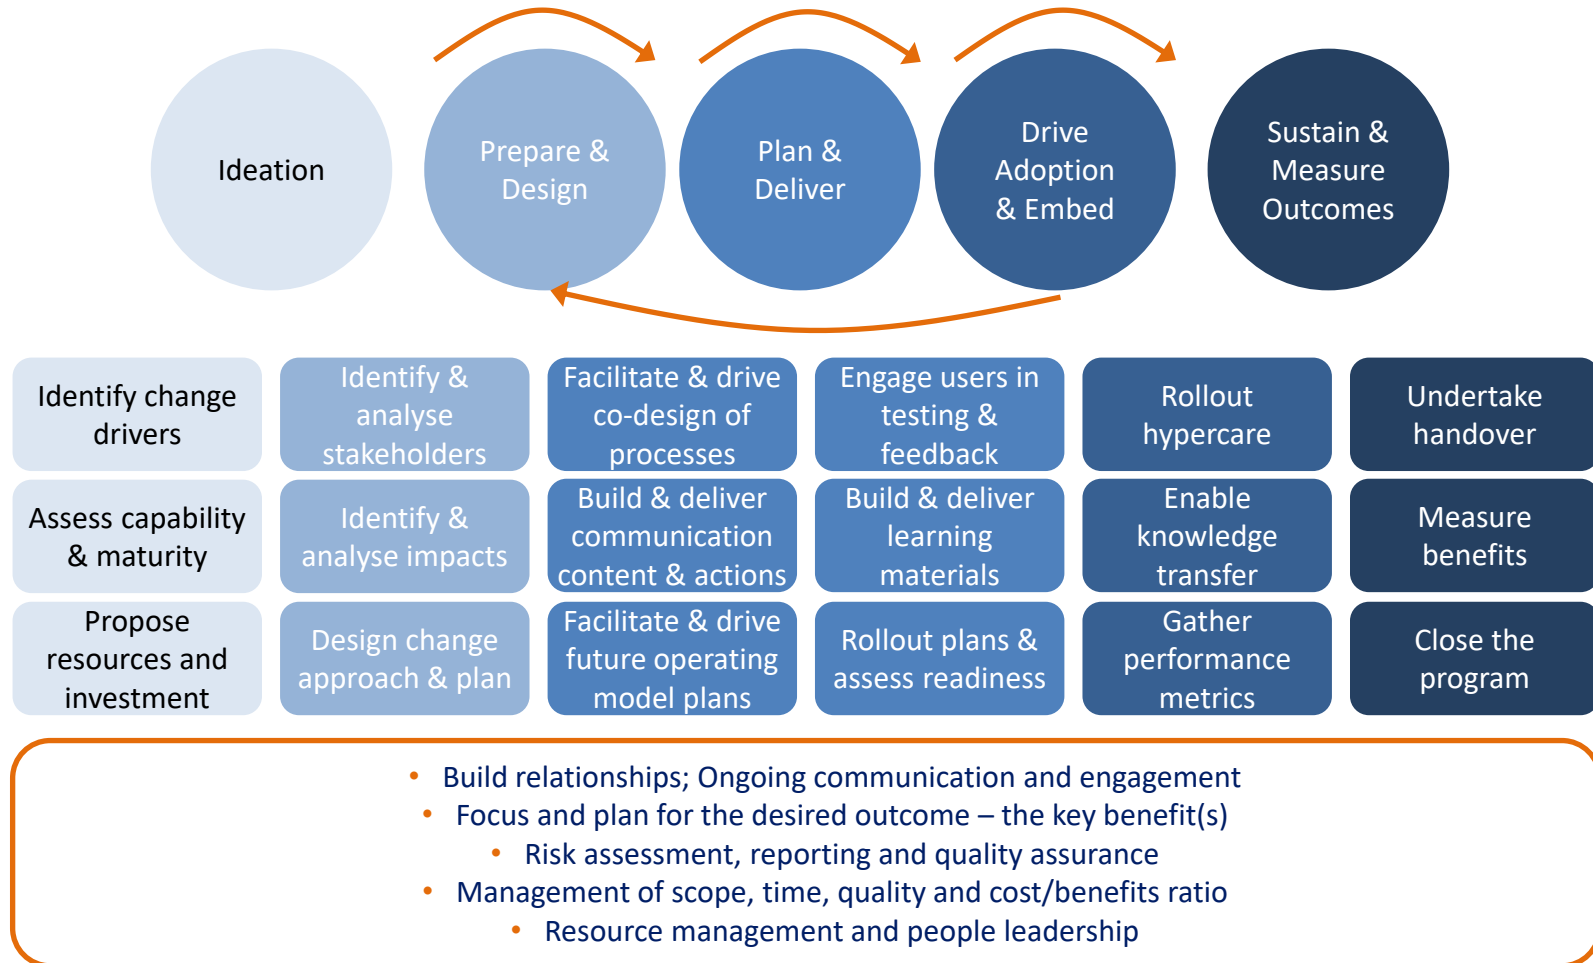 Ideation
Prepare &
Design
Plan &
Deliver
Drive
Adoption
& Embed
Sustain &
Measure
Outcomes
Identify change
drivers
Identify &
analyse
stakeholders
Facilitate & drive
co-design of
processes
Engage users in
testing &
feedback
Rollout
hypercare
Undertake
handover
Assess capability
& maturity
Identify &
analyse impacts
Build & deliver
communication
content & actions
Build & deliver
learning
materials
Enable
knowledge
transfer
Measure
benefits
Propose
resources and
investment
Design change
approach & plan
Facilitate & drive
future operating
model plans
Rollout plans &
assess readiness
Gather
performance
metrics
Close the
program
• Build relationships; Ongoing communication and engagement
• Focus and plan for the desired outcome – the key benefit(s)
• Risk assessment, reporting and quality assurance
• Management of scope, time, quality and cost/benefits ratio
• Resource management and people leadership